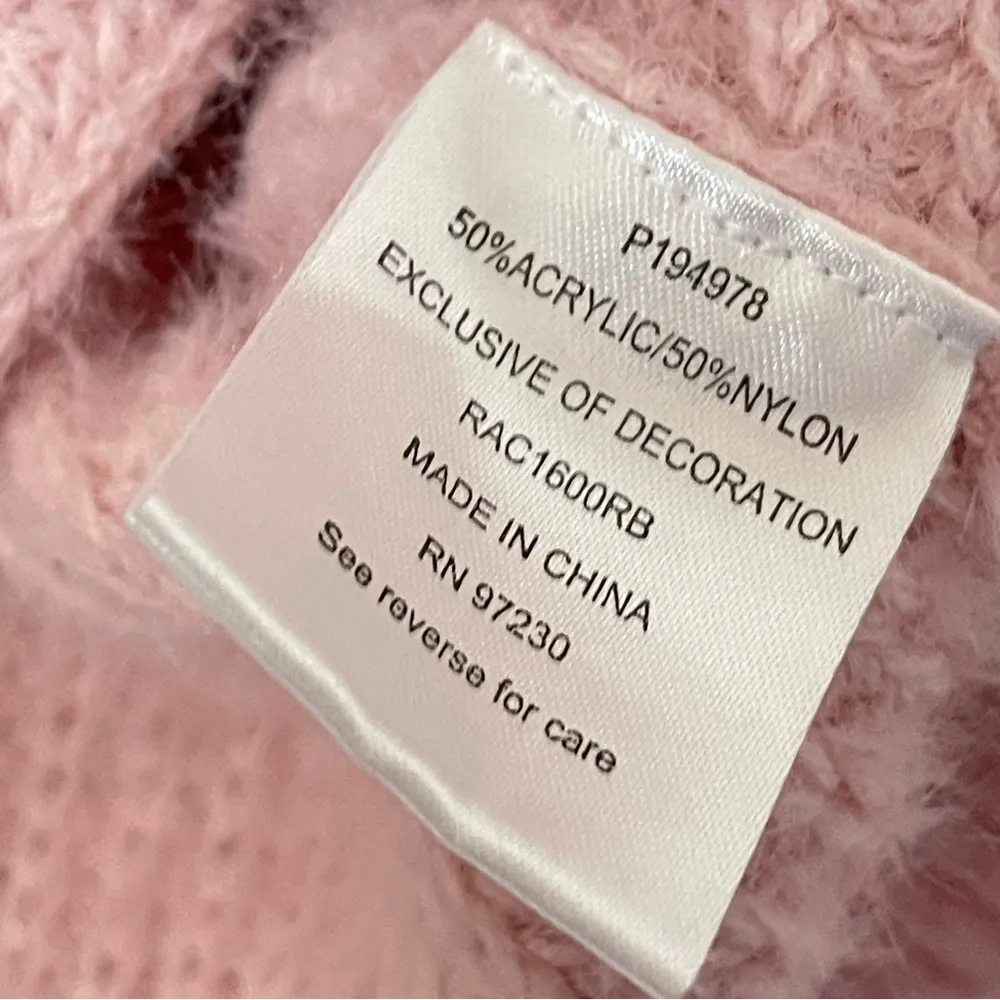 P194978
50%ACRYLIC/50%NYLON
EXCLUSIVE OF DECORATION
RAC1600RB
MADE IN CHINA
RN 97230
See reverse for care